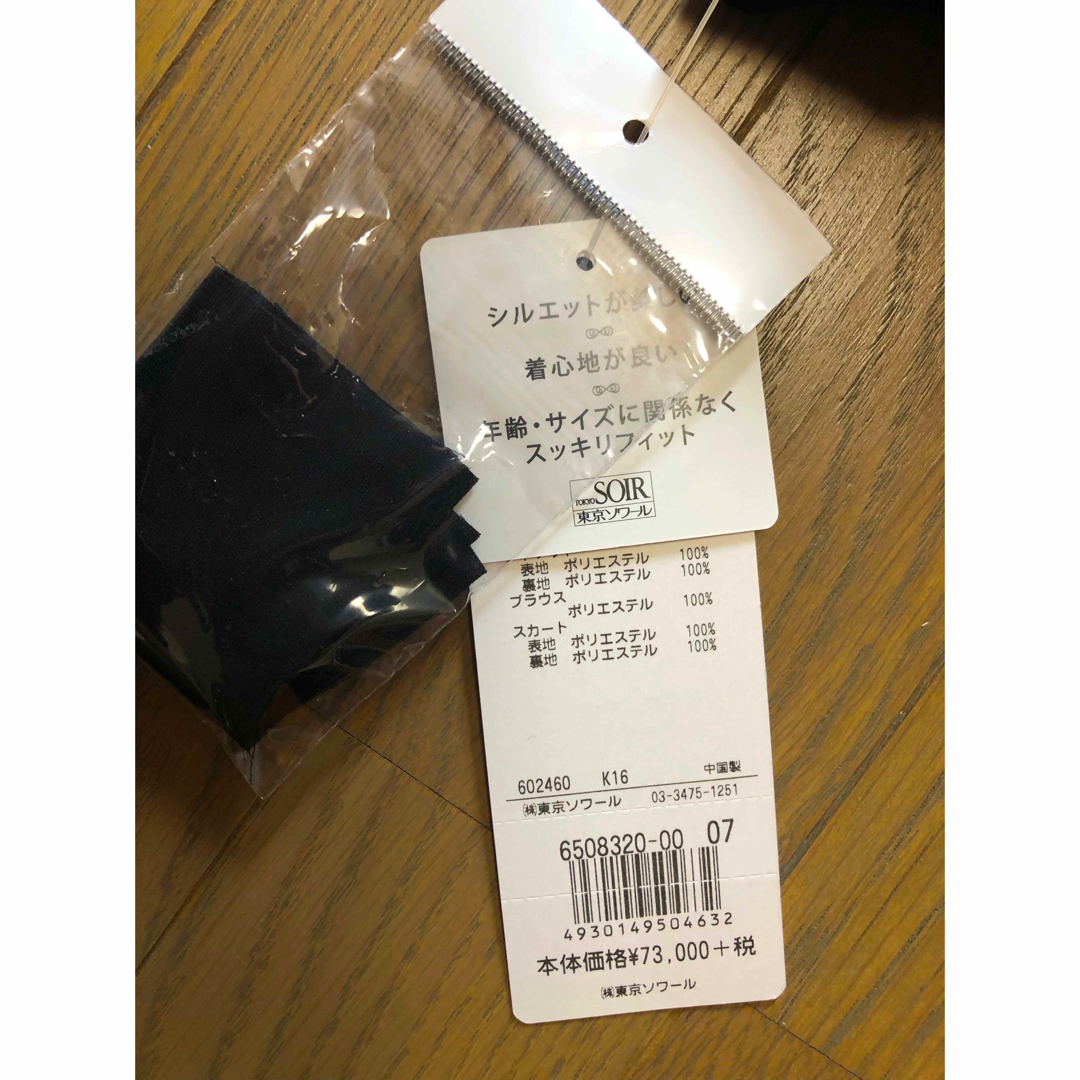 シルエットが美しい
着心地が良い
年齢・サイズに関係なく
スッキリフィット
TOKYO SOIR
東京ソワール
表地 ポリエステル 100%
裏地 ポリエステル 100%
ブラウス
ポリエステル 100%
スカート
表地 ポリエステル 100%
裏地 ポリエステル 100%
602460 K16 中国製
㈱東京ソワール 03-3475-1251
6508320-00 07
4930149504632
本体価格¥73,000+税
㈱東京ソワール